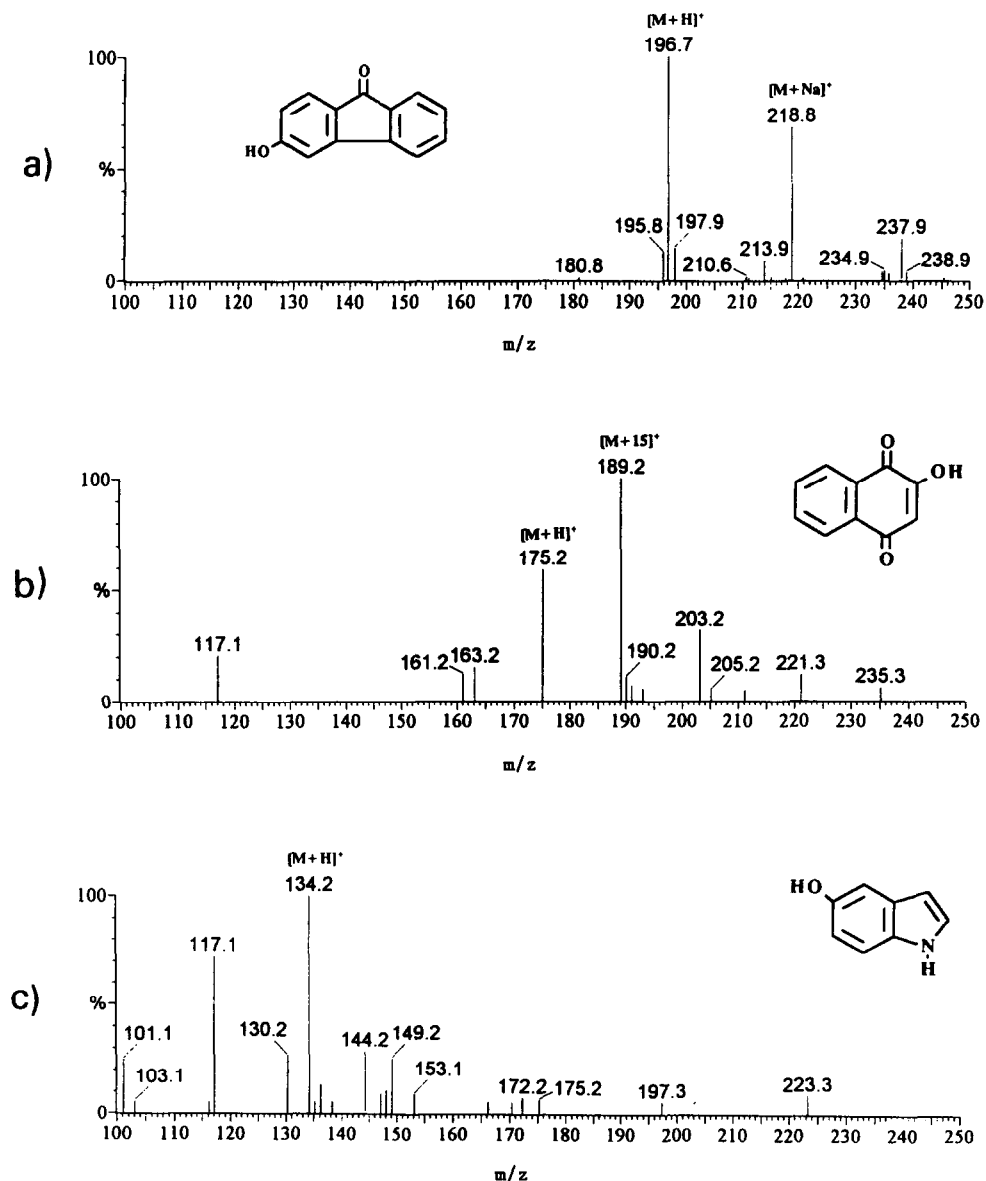 [M+H]⁺
196.7
100
O
[M+Na]⁺
218.8
HO
a)
%
195.8 197.9
237.9
180.8
210.6 213.9
234.9 238.9
0
100 110 120 130 140 150 160 170 180 190 200 210 220 230 240 250
m/z
[M+15]⁺
189.2
100
O
OH
[M+H]⁺
175.2
O
b)
%
203.2
117.1
161.2 163.2
190.2
205.2 221.3
235.3
0
100 110 120 130 140 150 160 170 180 190 200 210 220 230 240 250
m/z
[M+H]⁺
134.2
100
HO
N
H
117.1
c)
%
101.1
130.2
144.2 149.2
103.1
153.1
172.2 175.2
197.3
223.3
0
100 110 120 130 140 150 160 170 180 190 200 210 220 230 240 250
m/z